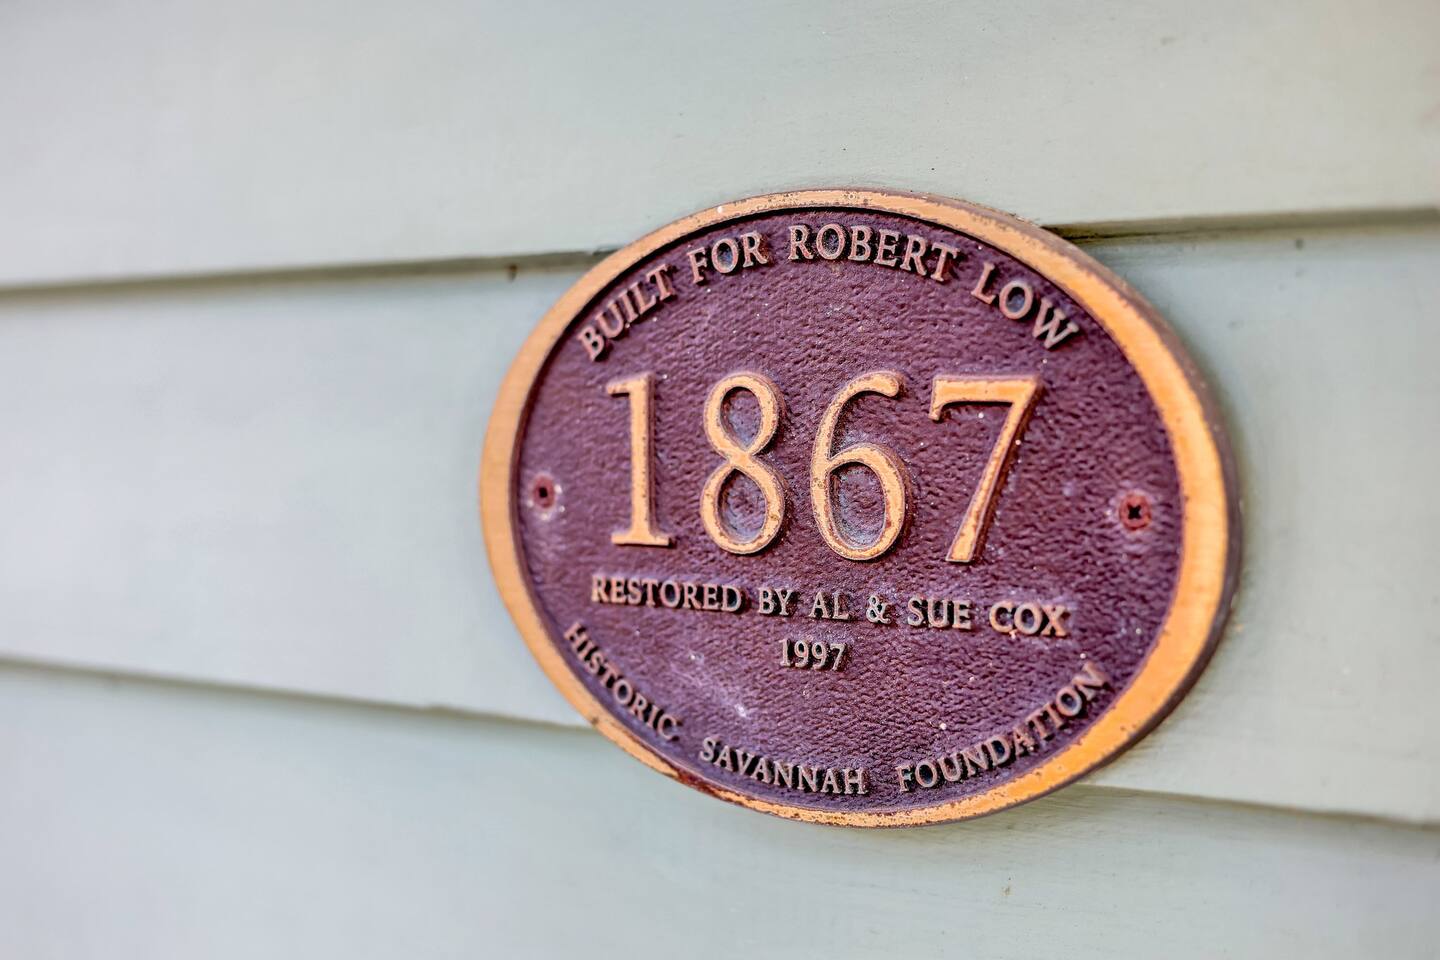 BUILT FOR ROBERT LOW
1867
RESTORED BY AL & SUE COX
1997
HISTORIC SAVANNAH FOUNDATION